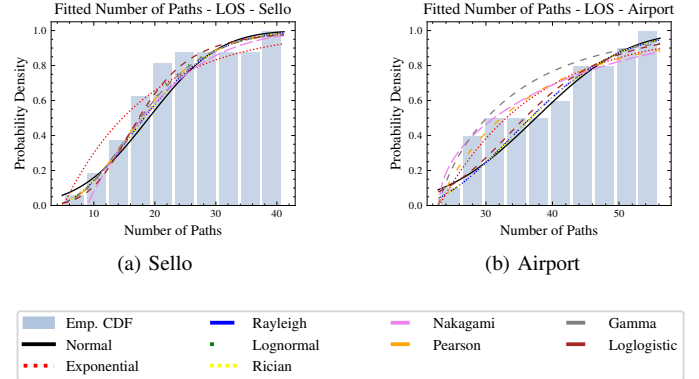 Fitted Number of Paths - LOS - Sello
Probability Density
1.0
0.8
0.6
0.4
0.2
0.0
10 20 30 40
Number of Paths
(a) Sello
Fitted Number of Paths - LOS - Airport
Probability Density
1.0
0.8
0.6
0.4
0.2
0.0
30 40 50
Number of Paths
(b) Airport
Emp. CDF Rayleigh Nakagami Gamma
Normal Lognormal Pearson Loglogistic
Exponential Rician